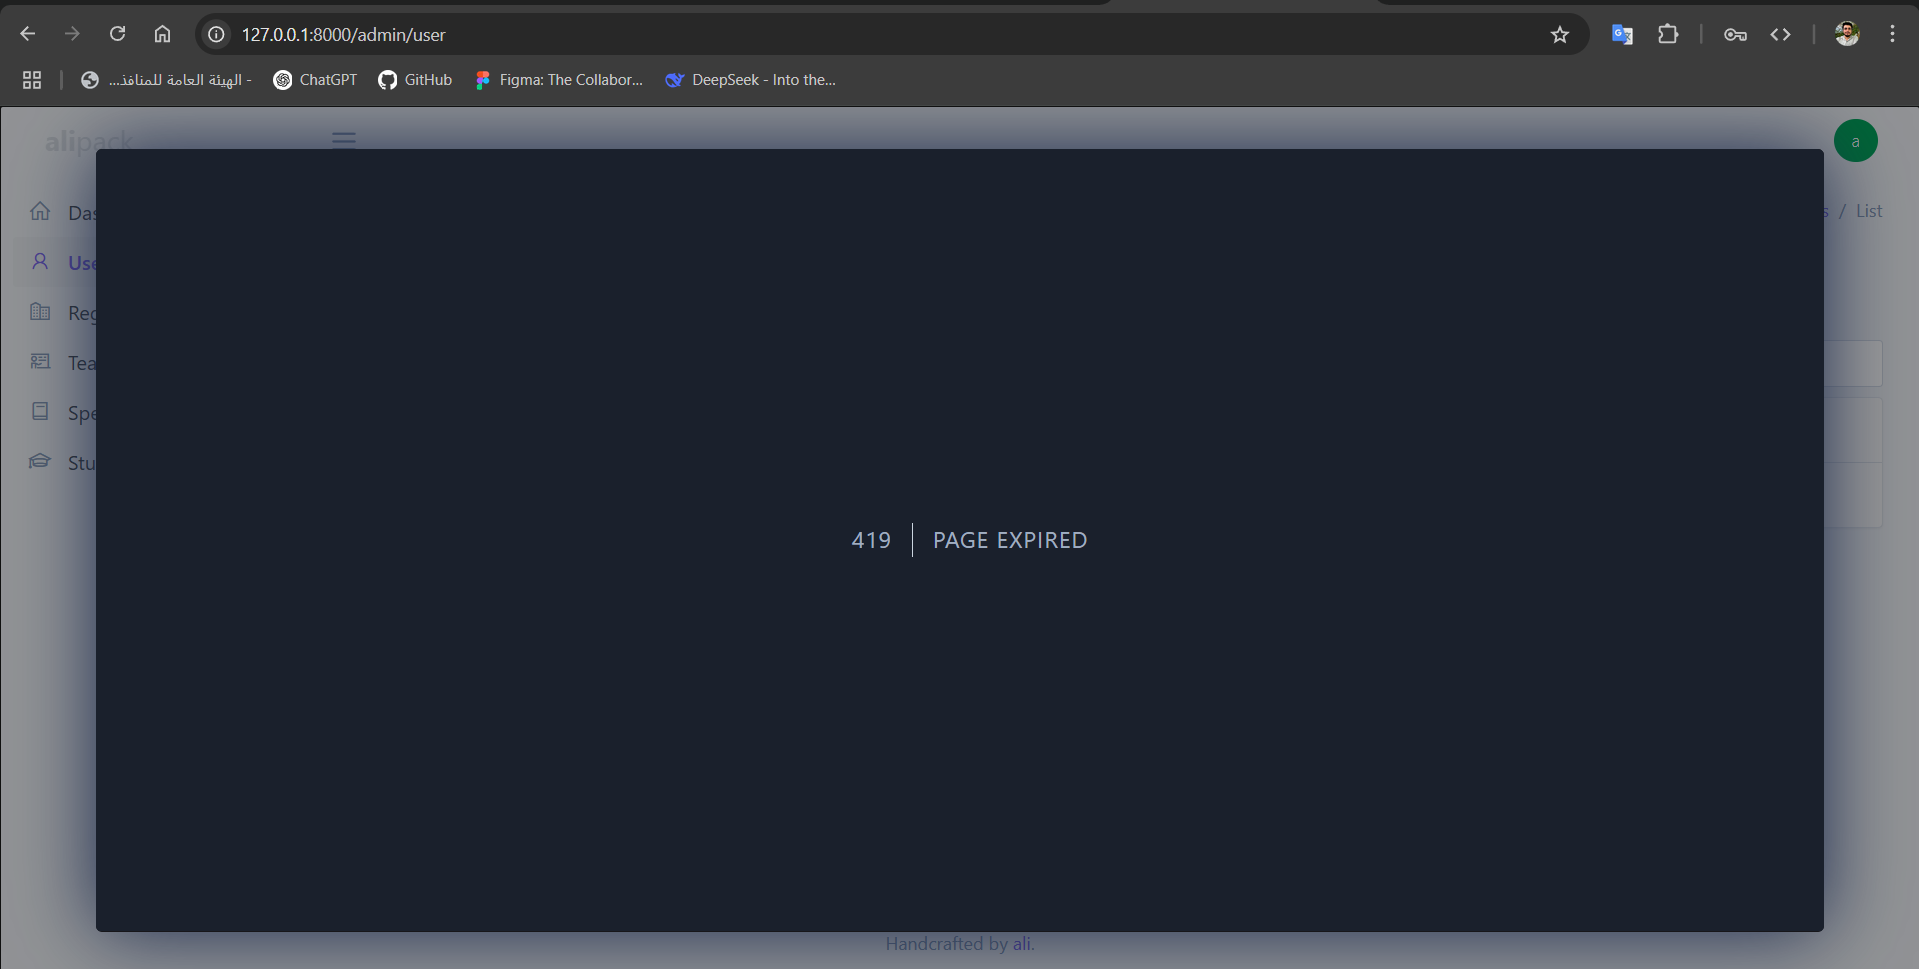 127.0.0.1:8000/admin/user
الهيئة العامة للمنافذ... -
ChatGPT
GitHub
Figma: The Collabor...
DeepSeek - Into the...
alipack
a
Das
s / List
Use
Reg
Tea
Spe
Stu
419 PAGE EXPIRED
Handcrafted by ali.